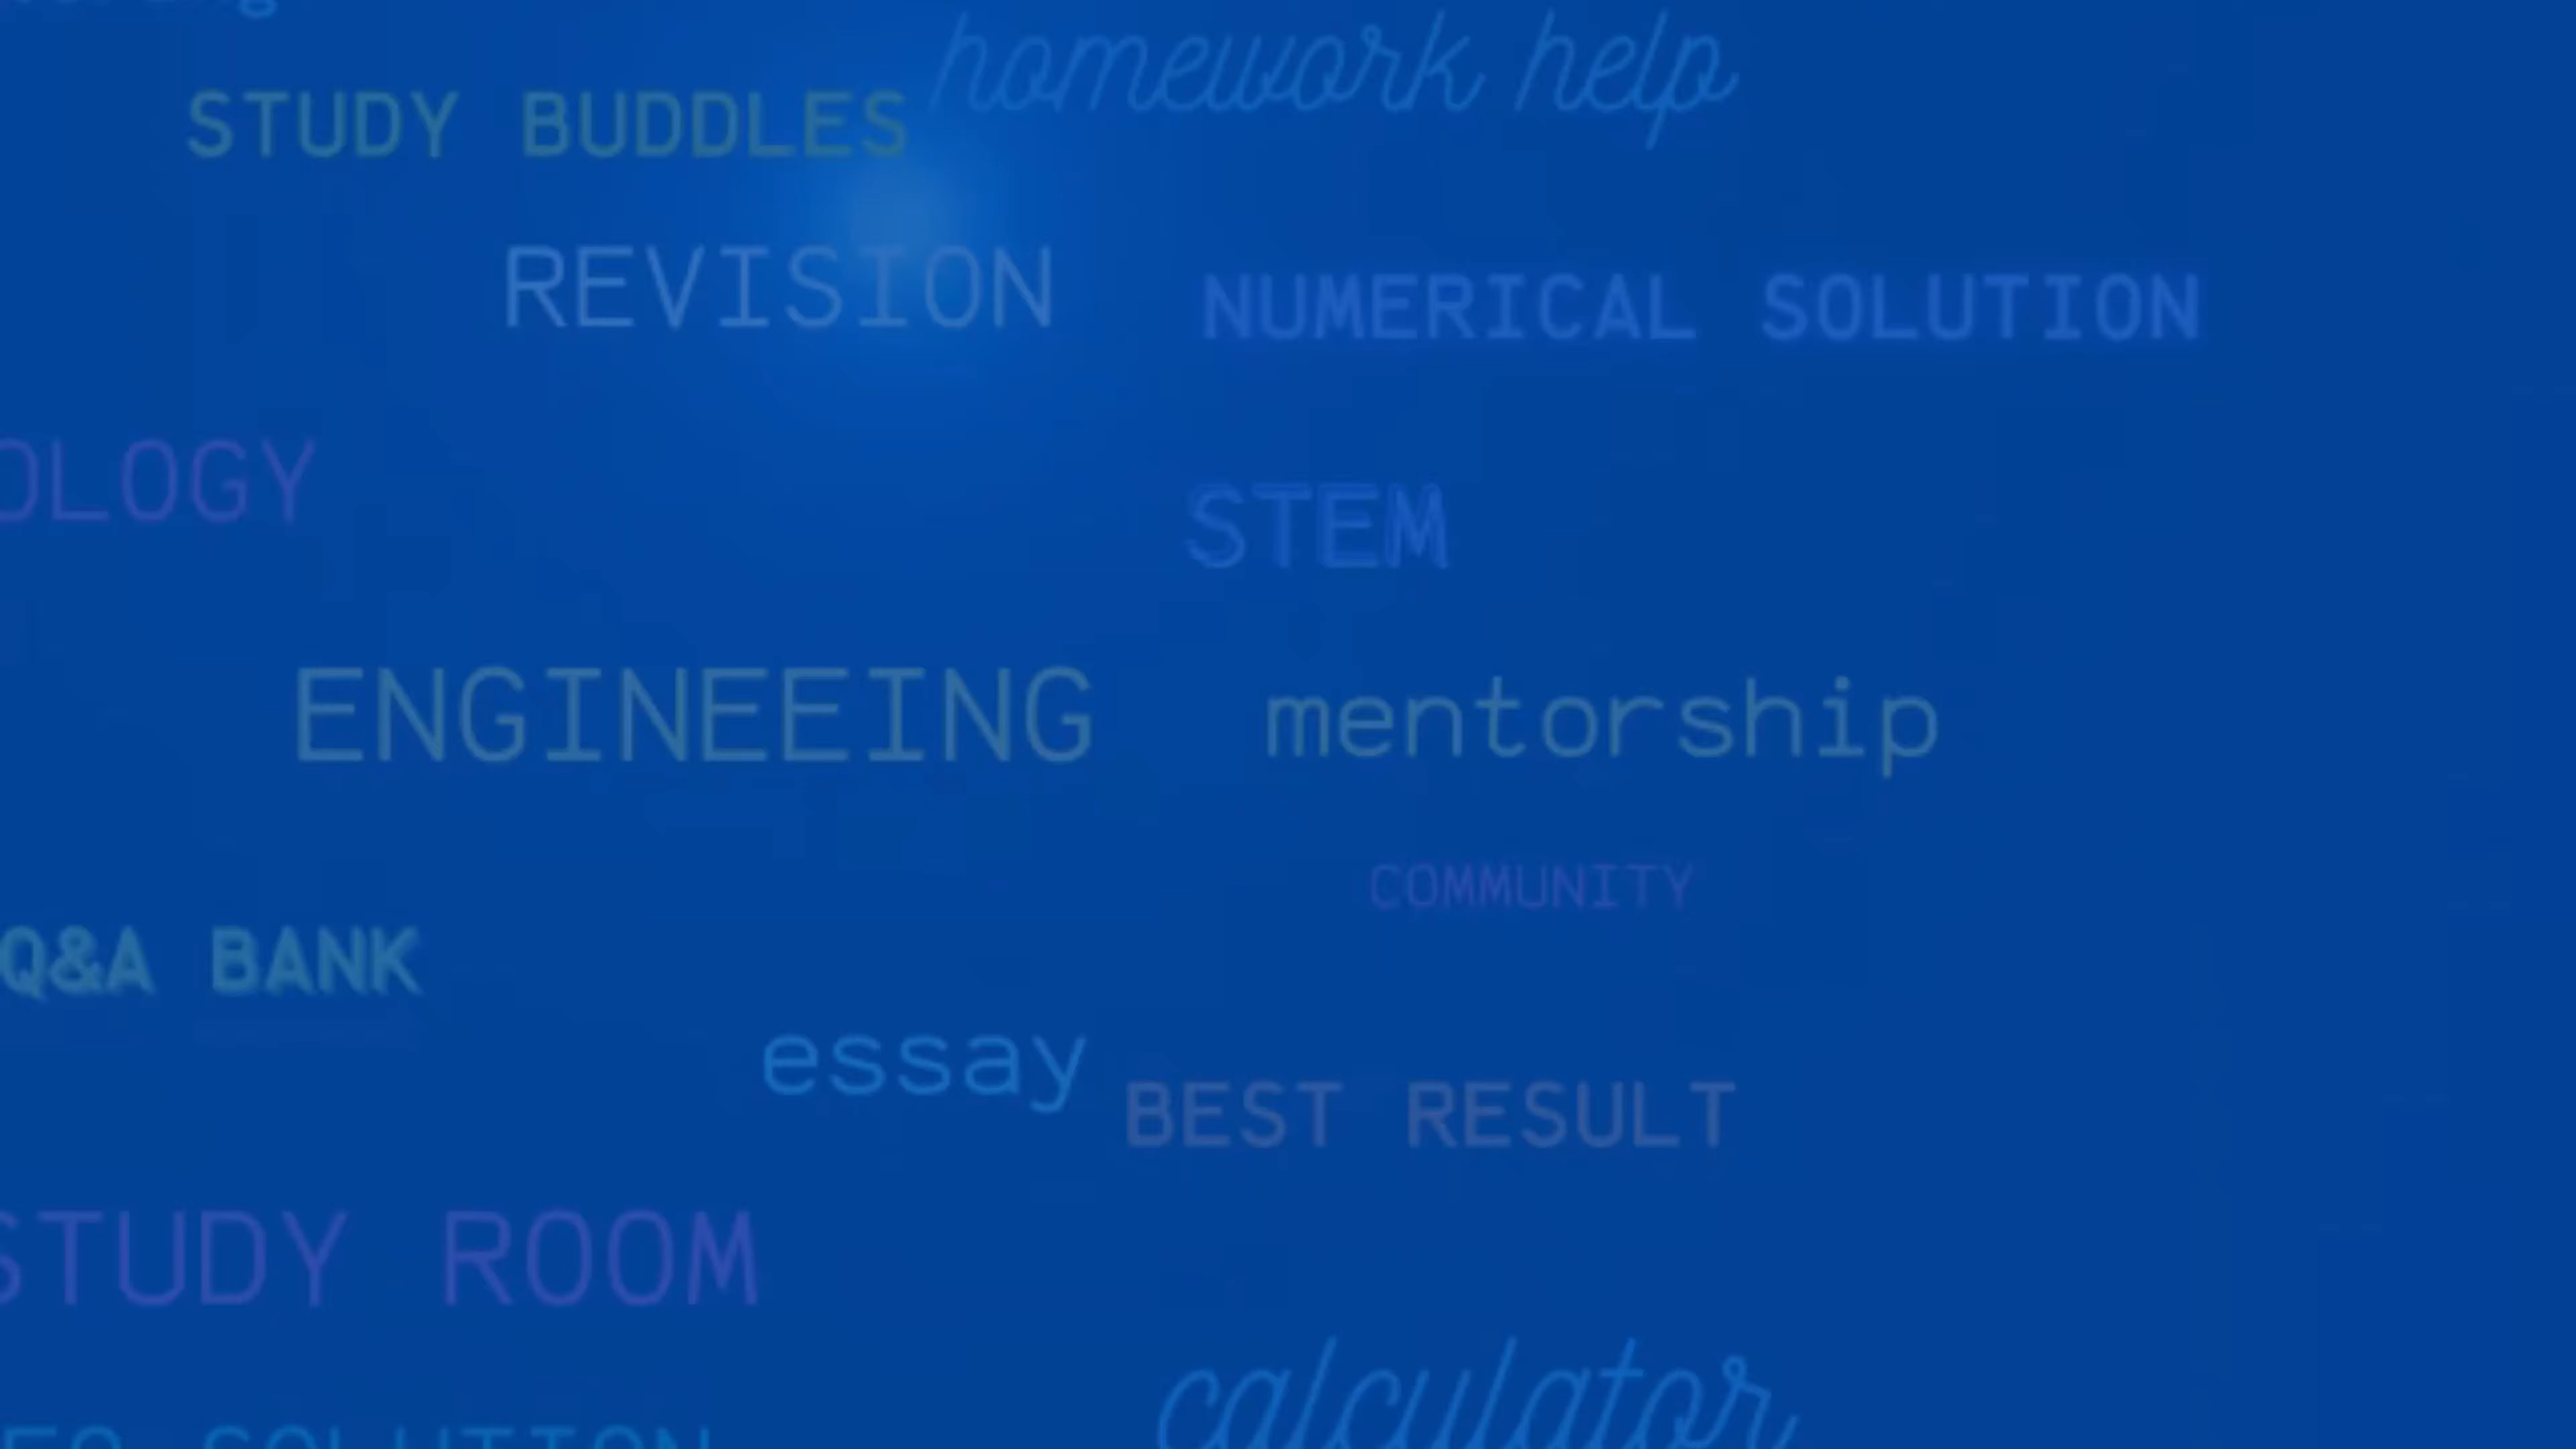 homework help
STUDY BUDDLES
REVISION
NUMERICAL SOLUTION
OLOGY
STEM
ENGINEEING
mentorship
COMMUNITY
Q&A BANK
essay
BEST RESULT
STUDY ROOM
calculator
SOLUTION